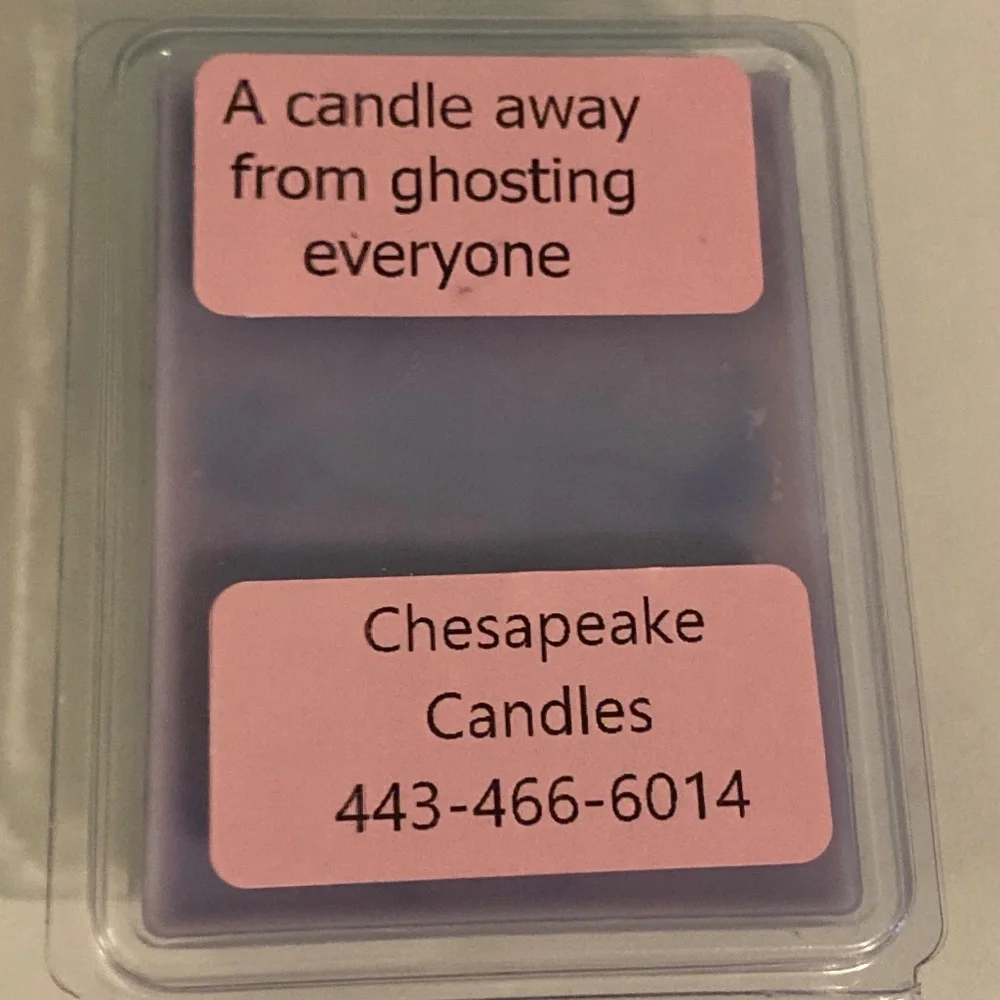 A candle away
from ghosting
everyone
Chesapeake
Candles
443-466-6014